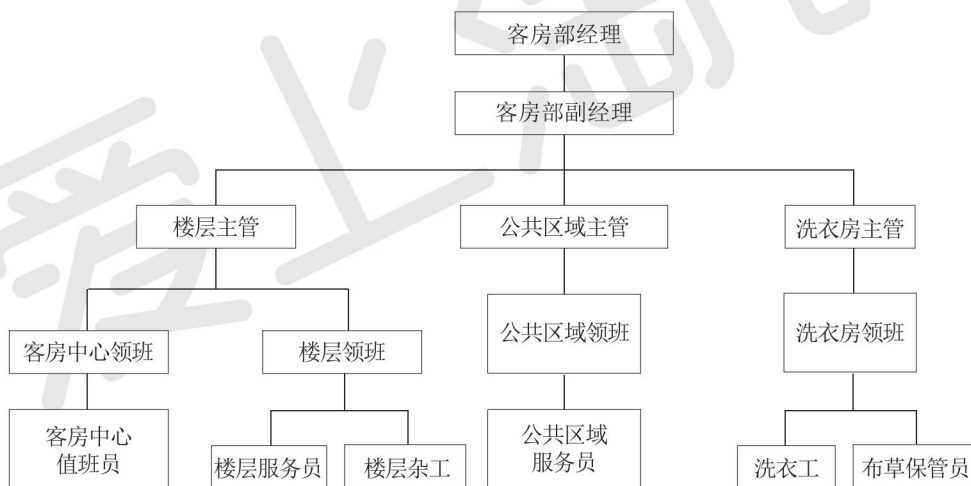 客房部经理
客房部副经理
楼层主管
公共区域主管
洗衣房主管
客房中心领班
楼层领班
公共区域领班
洗衣房领班
客房中心
值班员
楼层服务员
楼层杂工
公共区域
服务员
洗衣工
布草保管员
爱上